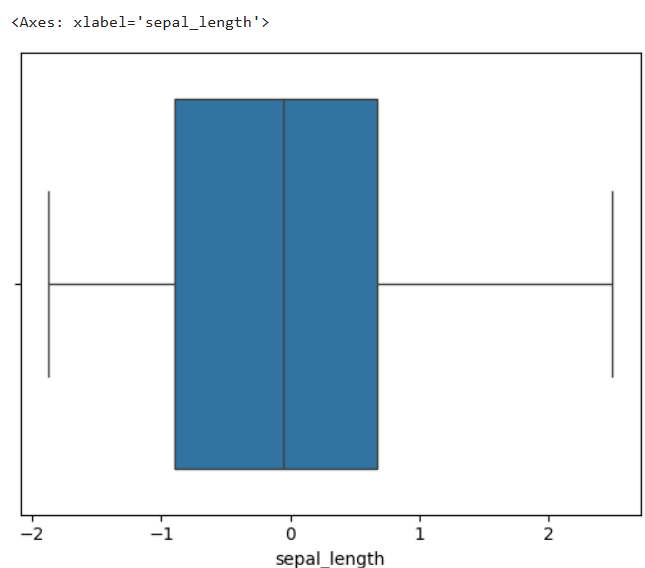 <Axes: xlabel='sepal_length'>
−2 −1 0 1 2
sepal_length